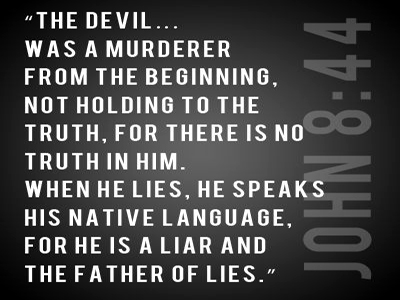 "THE DEVIL...
WAS A MURDERER
FROM THE BEGINNING,
NOT HOLDING TO THE
TRUTH, FOR THERE IS NO
TRUTH IN HIM.
WHEN HE LIES, HE SPEAKS
HIS NATIVE LANGUAGE,
FOR HE IS A LIAR AND
THE FATHER OF LIES."
JOHN 8:44